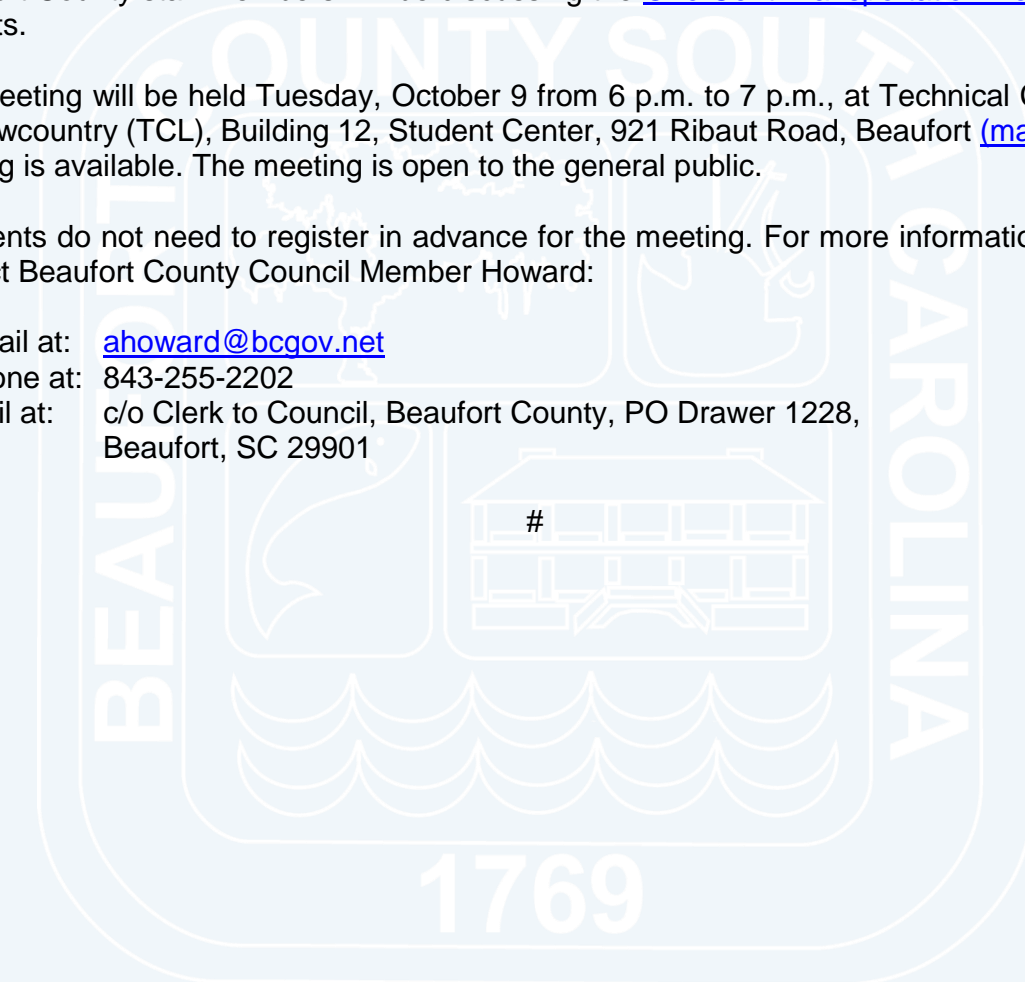 ts.
eeting will be held Tuesday, October 9 from 6 p.m. to 7 p.m., at Technical C
wcountry (TCL), Building 12, Student Center, 921 Ribaut Road, Beaufort (ma
g is available. The meeting is open to the general public.
ents do not need to register in advance for the meeting. For more informatio
ct Beaufort County Council Member Howard:
ail at: ahoward@bcgov.net
one at: 843-255-2202
il at: c/o Clerk to Council, Beaufort County, PO Drawer 1228,
Beaufort, SC 29901
#
BEAUFORT COUNTY SOUTH CAROLINA
1769